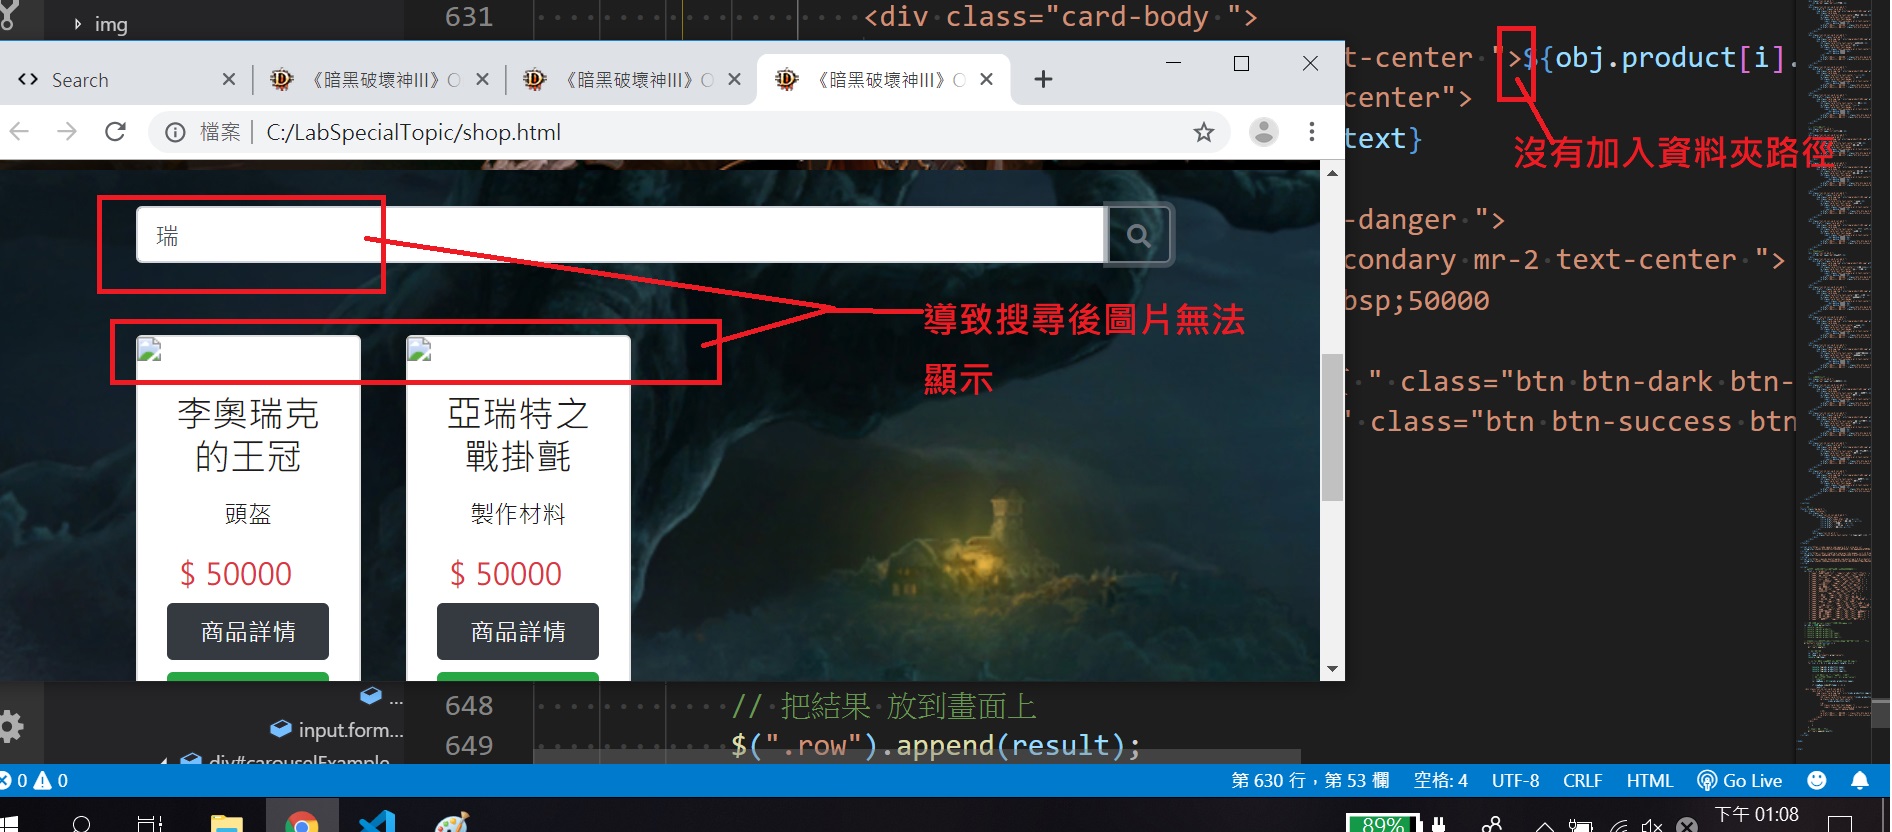 img
631
<div class="card-body ">
Search
《暗黑破壞神III》
《暗黑破壞神III》
《暗黑破壞神III》
t-center ">${obj.product[i].
檔案
C:/LabSpecialTopic/shop.html
center">
text}
沒有加入資料夾路徑
瑞
-danger ">
condary mr-2 text-center ">
bsp;50000
導致搜尋後圖片無法
顯示
" class="btn btn-dark btn-
" class="btn btn-success btn
李奧瑞克
的王冠
亞瑞特之
戰掛氈
頭盔
製作材料
$ 50000
$ 50000
商品詳情
商品詳情
...
648
// 把結果 放到畫面上
input.form...
649
$(".row").append(result);
div#carouselExample
0
0
第 630 行，第 53 欄
空格: 4
UTF-8
CRLF
HTML
Go Live
89%
下午 01:08